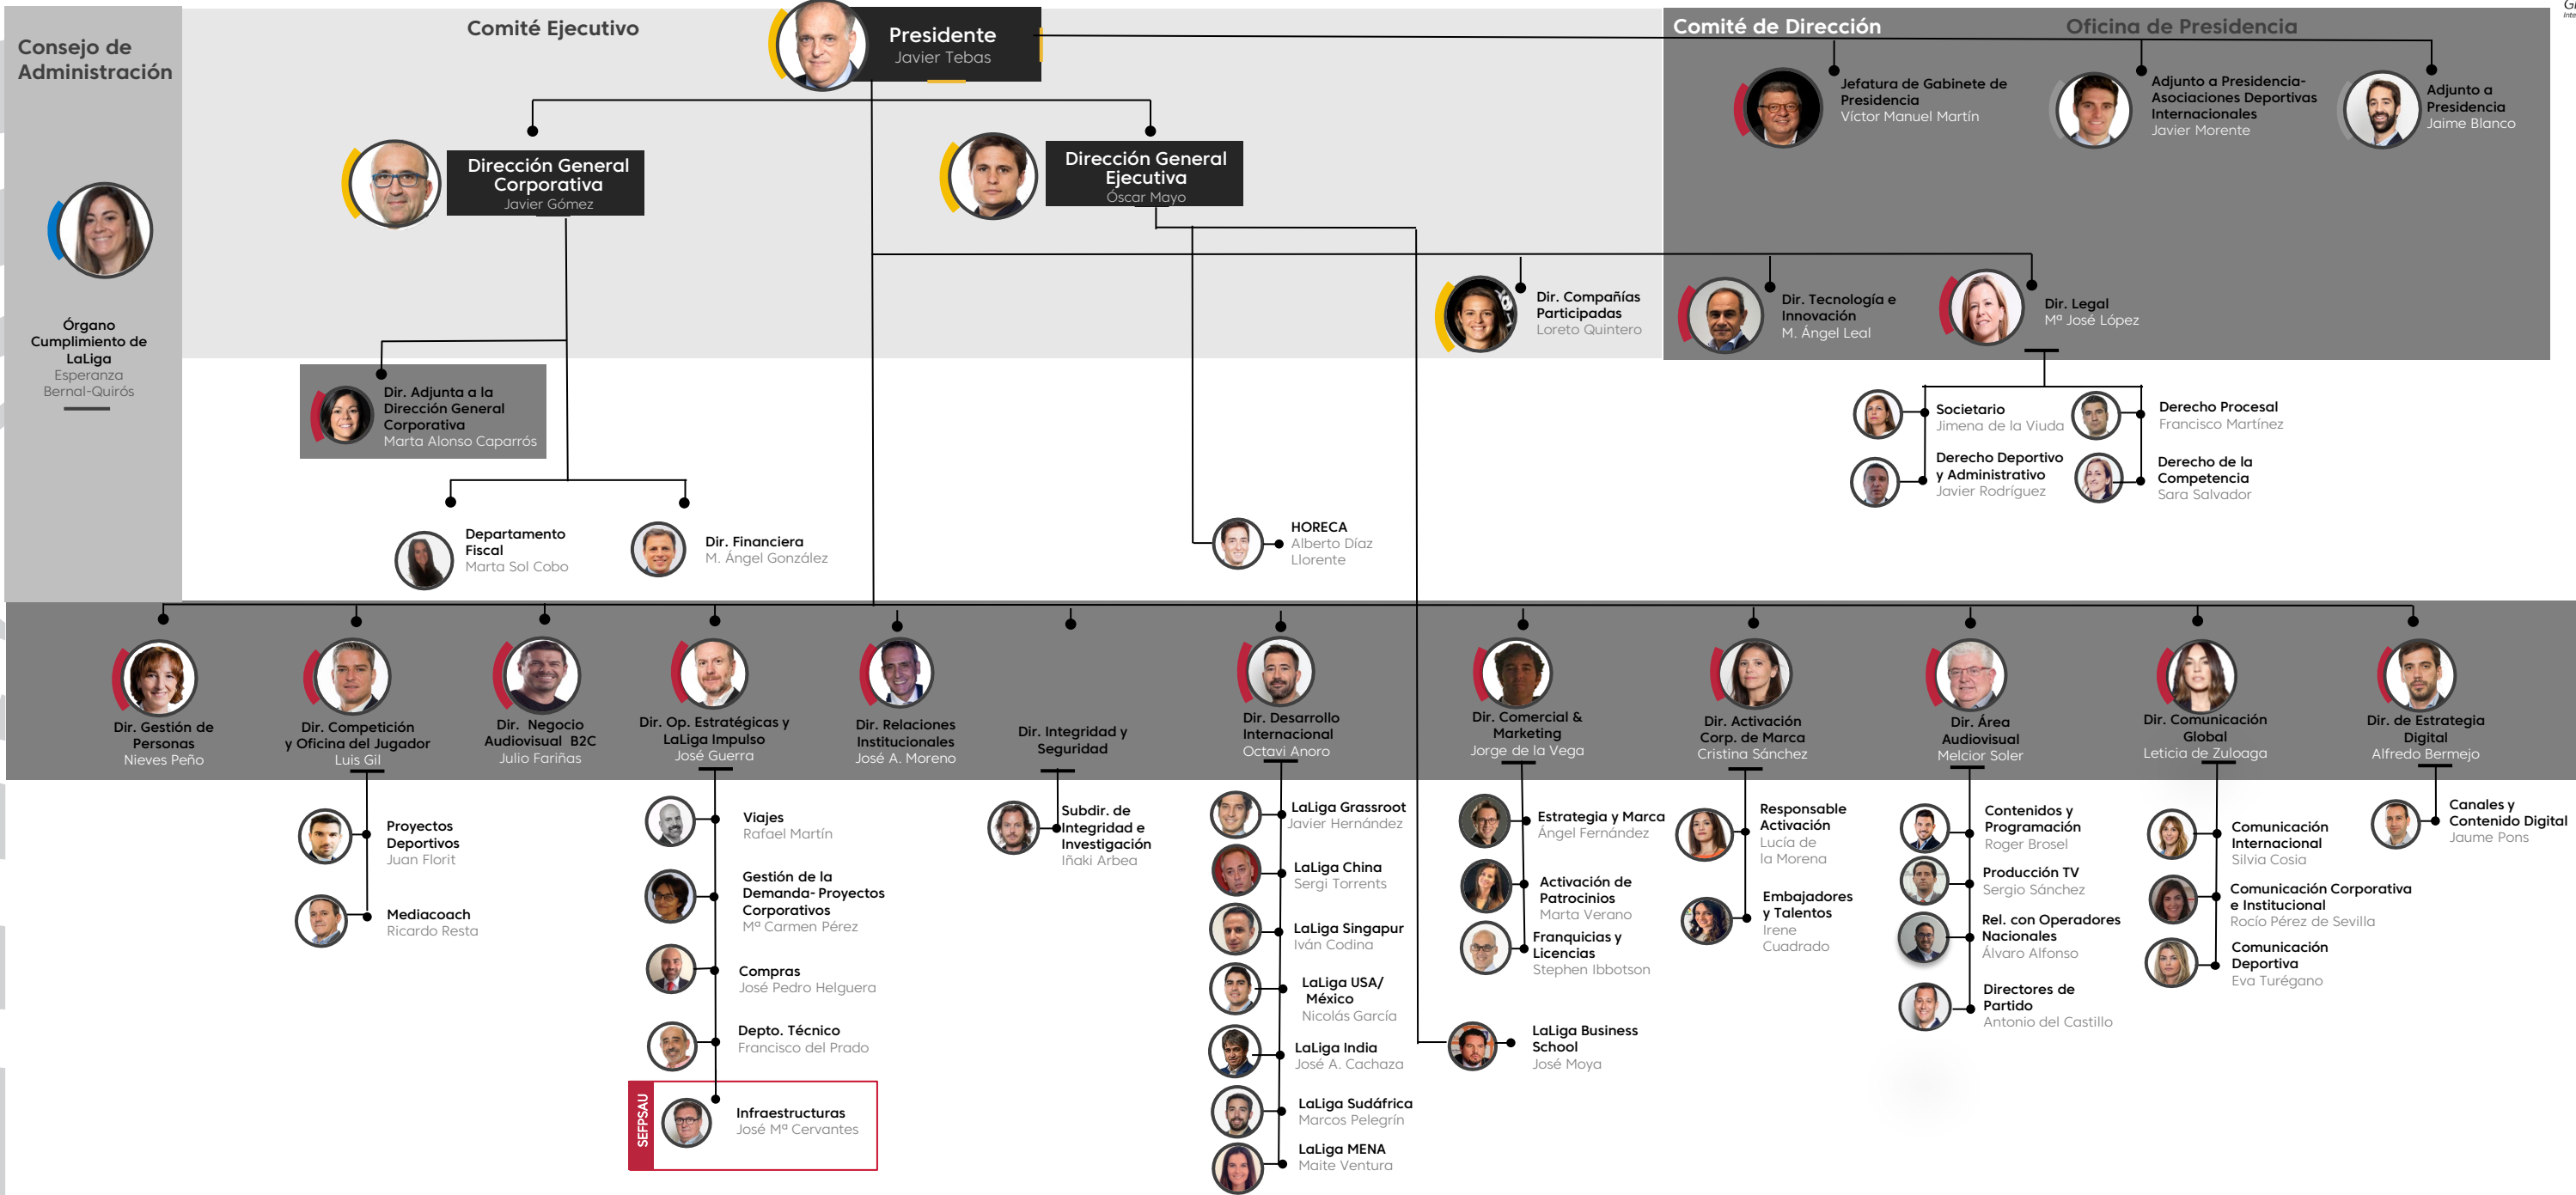 Comité Ejecutivo
Consejo de
Administración
Presidente
Javier Tebas
Comité de Dirección
Oficina de Presidencia
Jefatura de Gabinete de
Presidencia
Víctor Manuel Martín
Adjunto a Presidencia-
Asociaciones Deportivas
Internacionales
Javier Morente
Adjunto a
Presidencia
Jaime Blanco
Dirección General
Corporativa
Javier Gómez
Dirección General
Ejecutiva
Óscar Mayo
Órgano
Cumplimiento de
LaLiga
Esperanza
Bernal-Quirós
Dir. Compañías
Participadas
Loreto Quintero
Dir. Tecnología e
Innovación
M. Ángel Leal
Dir. Legal
Mª José López
Dir. Adjunta a la
Dirección General
Corporativa
Marta Alonso Caparrós
Societario
Jimena de la Viuda
Derecho Procesal
Francisco Martínez
Derecho Deportivo
y Administrativo
Javier Rodríguez
Derecho de la
Competencia
Sara Salvador
Departamento
Fiscal
Marta Sol Cobo
Dir. Financiera
M. Ángel González
HORECA
Alberto Díaz
Llorente
Dir. Gestión de
Personas
Nieves Peño
Dir. Competición
y Oficina del Jugador
Luis Gil
Dir. Negocio
Audiovisual B2C
Julio Fariñas
Dir. Op. Estratégicas y
LaLiga Impulso
José Guerra
Dir. Relaciones
Institucionales
José A. Moreno
Dir. Integridad y
Seguridad
Dir. Desarrollo
Internacional
Octavi Anoro
Dir. Comercial &
Marketing
Jorge de la Vega
Dir. Activación
Corp. de Marca
Cristina Sánchez
Dir. Área
Audiovisual
Melcior Soler
Dir. Comunicación
Global
Leticia de Zuloaga
Dir. de Estrategia
Digital
Alfredo Bermejo
Proyectos
Deportivos
Juan Florit
Mediacoach
Ricardo Resta
Viajes
Rafael Martín
Gestión de la
Demanda- Proyectos
Corporativos
Mª Carmen Pérez
Compras
José Pedro Helguera
Depto. Técnico
Francisco del Prado
SEFPSAU
Infraestructuras
José Mª Cervantes
Subdir. de
Integridad e
Investigación
Iñaki Arbea
LaLiga Grassroot
Javier Hernández
LaLiga China
Sergi Torrents
LaLiga Singapur
Iván Codina
LaLiga USA/
México
Nicolás García
LaLiga India
José A. Cachaza
LaLiga Sudáfrica
Marcos Pelegrín
LaLiga MENA
Maite Ventura
Estrategia y Marca
Ángel Fernández
Activación de
Patrocinios
Marta Verano
Franquicias y
Licencias
Stephen Ibbotson
LaLiga Business
School
José Moya
Responsable
Activación
Lucía de
la Morena
Embajadores
y Talentos
Irene
Cuadrado
Contenidos y
Programación
Roger Brosel
Producción TV
Sergio Sánchez
Rel. con Operadores
Nacionales
Álvaro Alfonso
Directores de
Partido
Antonio del Castillo
Comunicación
Internacional
Silvia Cosia
Comunicación Corporativa
e Institucional
Rocío Pérez de Sevilla
Comunicación
Deportiva
Eva Turégano
Canales y
Contenido Digital
Jaume Pons